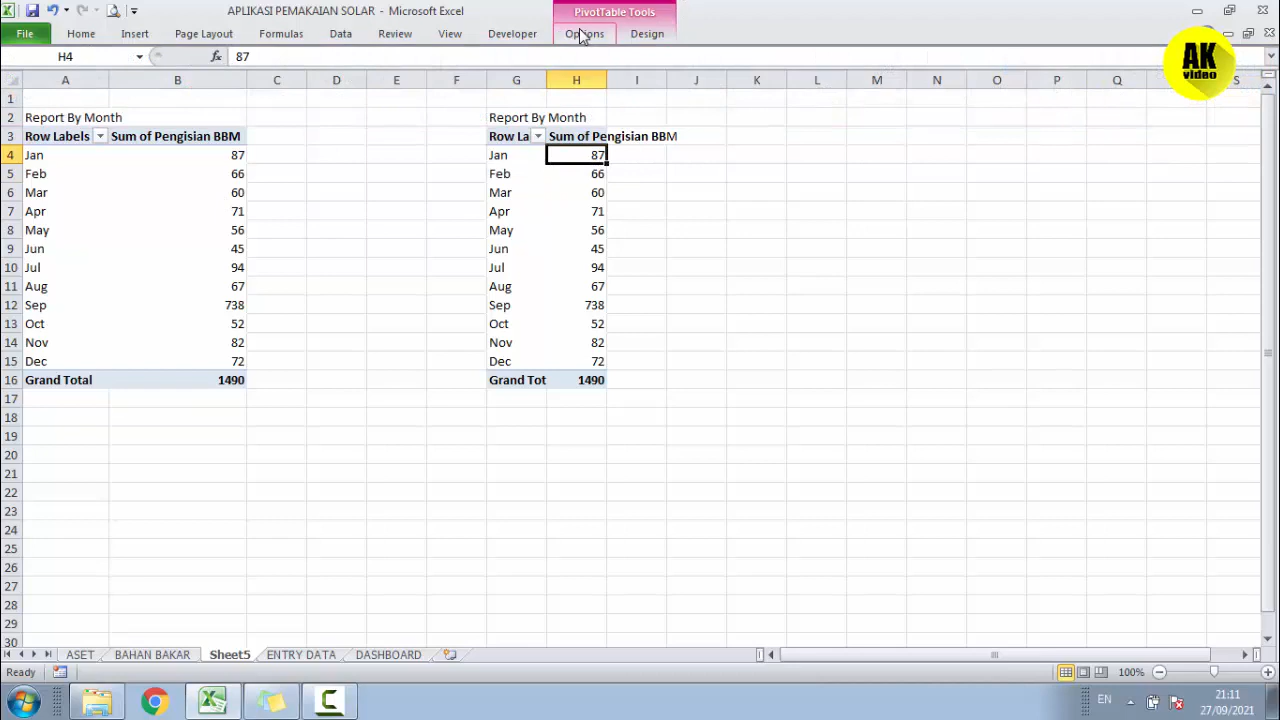 APLIKASI PEMAKAIAN SOLAR - Microsoft Excel
PivotTable Tools
File Home Insert Page Layout Formulas Data Review View Developer Options Design
H4 fx 87
AK
video
A B C D E F G H I J K L M N O P Q S
1
2 Report By Month Report By Month
3 Row Labels Sum of Pengisian BBM Row La Sum of Pengisian BBM
4 Jan 87 Jan 87
5 Feb 66 Feb 66
6 Mar 60 Mar 60
7 Apr 71 Apr 71
8 May 56 May 56
9 Jun 45 Jun 45
10 Jul 94 Jul 94
11 Aug 67 Aug 67
12 Sep 738 Sep 738
13 Oct 52 Oct 52
14 Nov 82 Nov 82
15 Dec 72 Dec 72
16 Grand Total 1490 Grand Tot 1490
17
18
19
20
21
22
23
24
25
26
27
28
29
30
ASET BAHAN BAKAR Sheet5 ENTRY DATA DASHBOARD
Ready 100%
EN 21:11
27/09/2021